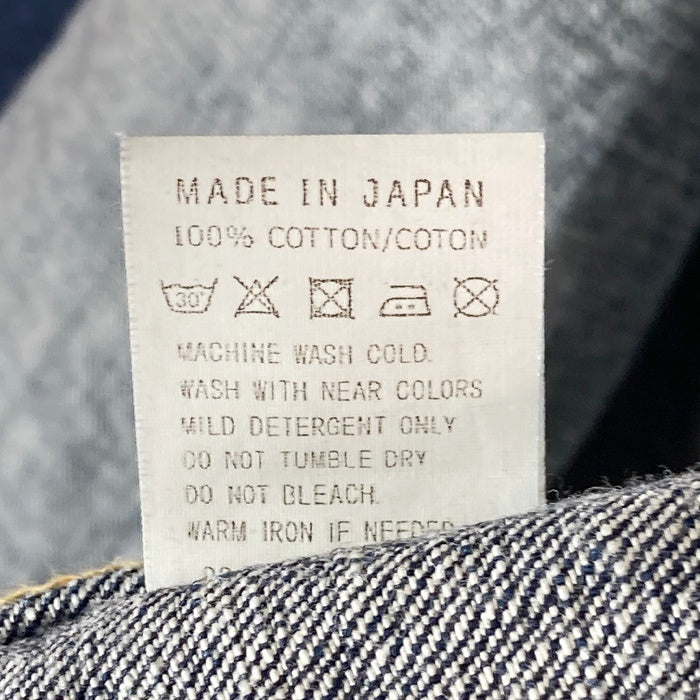 MADE IN JAPAN
100% COTTON/COTON
30°
MACHINE WASH COLD.
WASH WITH NEAR COLORS
MILD DETERGENT ONLY
DO NOT TUMBLE DRY
DO NOT BLEACH.
WARM IRON IF NEEDED